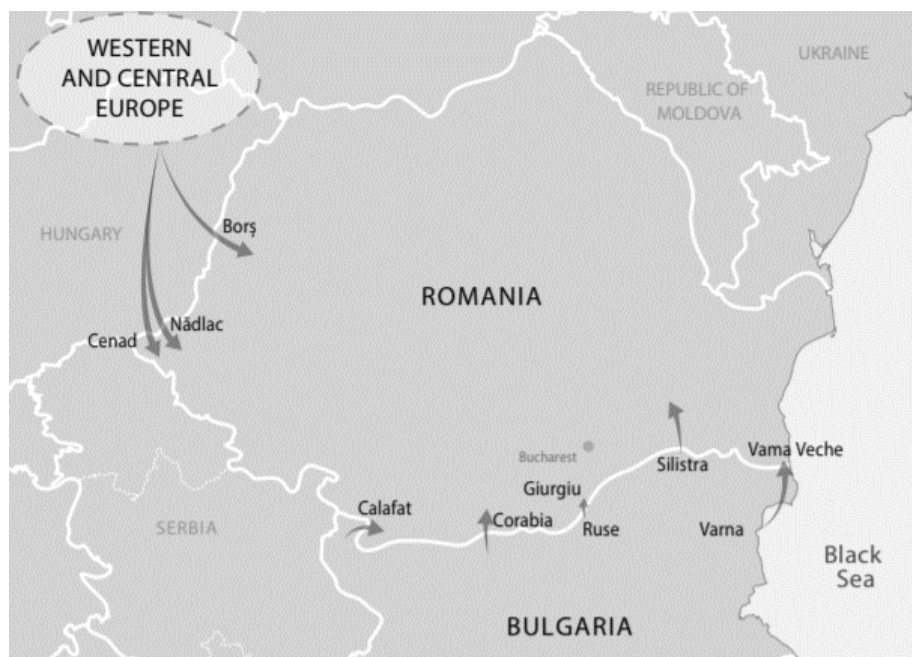 WESTERN
AND CENTRAL
EUROPE
UKRAINE
REPUBLIC OF
MOLDOVA
Borş
HUNGARY
ROMANIA
Nădlac
Cenad
Bucharest
Silistra
Vama Veche
Giurgiu
Calafat
Corabia
Ruse
Varna
SERBIA
Black
Sea
BULGARIA